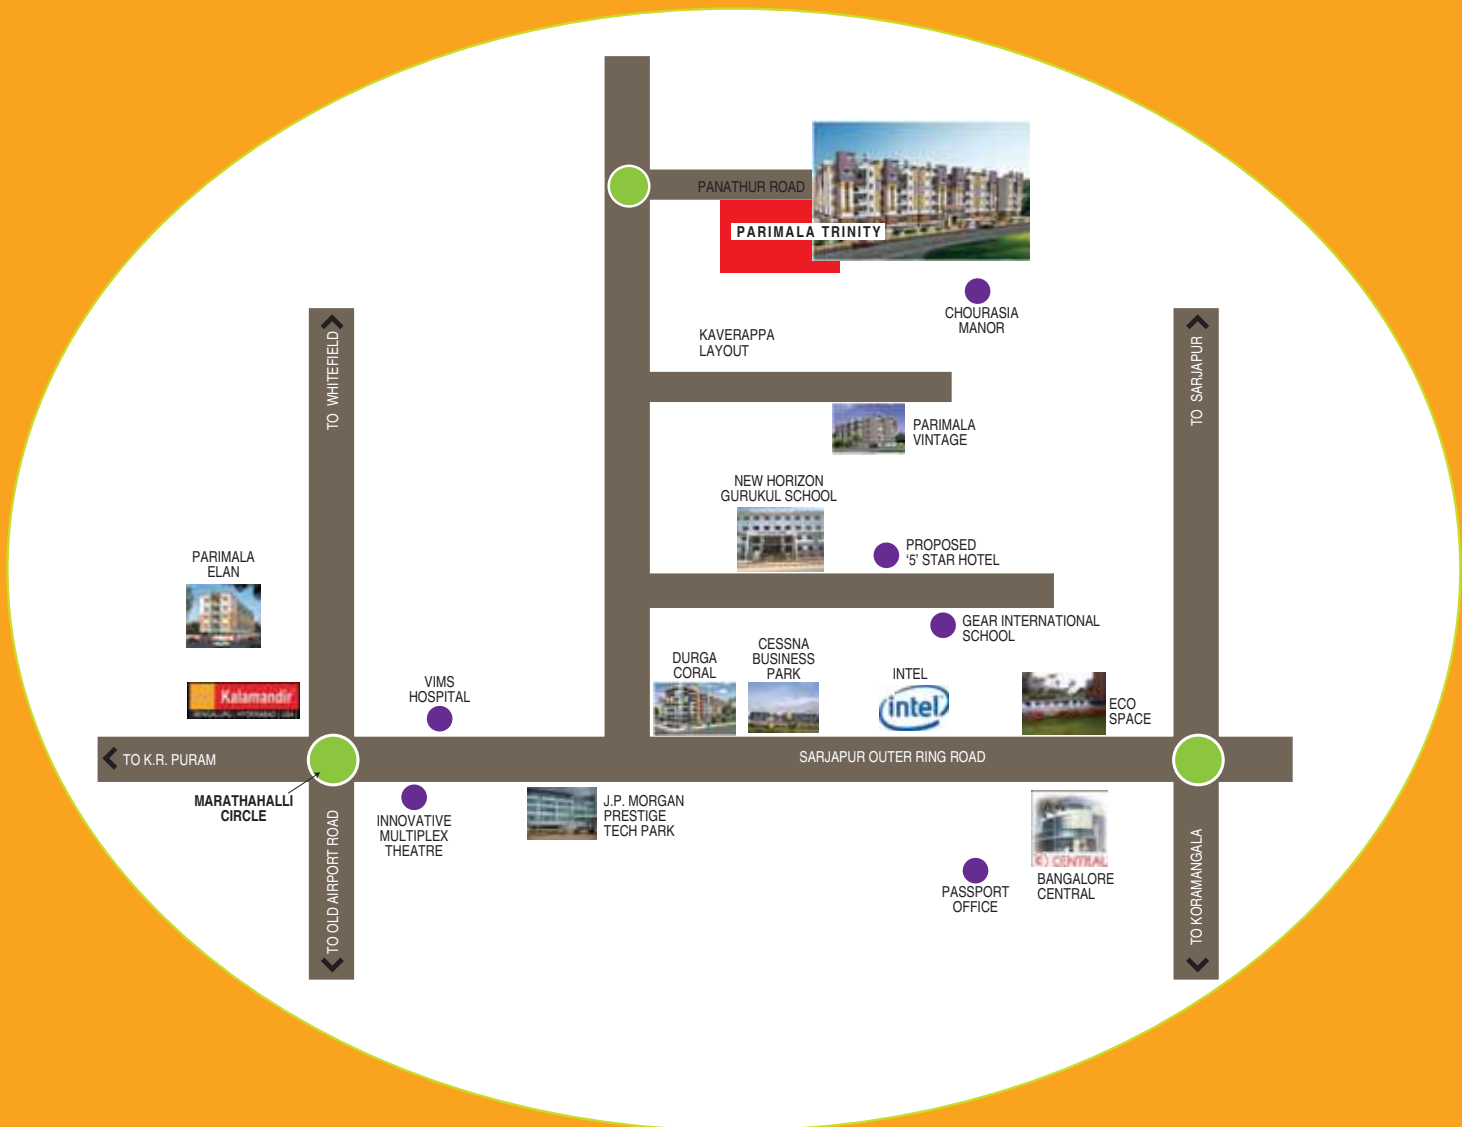 PANATHUR ROAD
PARIMALA TRINITY
CHOURASIA
MANOR
KAVERAPPA
LAYOUT
TO WHITEFIELD
TO SARJAPUR
PARIMALA
VINTAGE
NEW HORIZON
GURUKUL SCHOOL
PROPOSED
‘5’ STAR HOTEL
PARIMALA
ELAN
GEAR INTERNATIONAL
SCHOOL
DURGA
CORAL
CESSNA
BUSINESS
PARK
INTEL
intel
ECO
SPACE
VIMS
HOSPITAL
Kalamandir
TO K.R. PURAM
SARJAPUR OUTER RING ROAD
MARATHAHALLI
CIRCLE
TO OLD AIRPORT ROAD
INNOVATIVE
MULTIPLEX
THEATRE
J.P. MORGAN
PRESTIGE
TECH PARK
CENTRAL
BANGALORE
CENTRAL
PASSPORT
OFFICE
TO KORAMANGALA